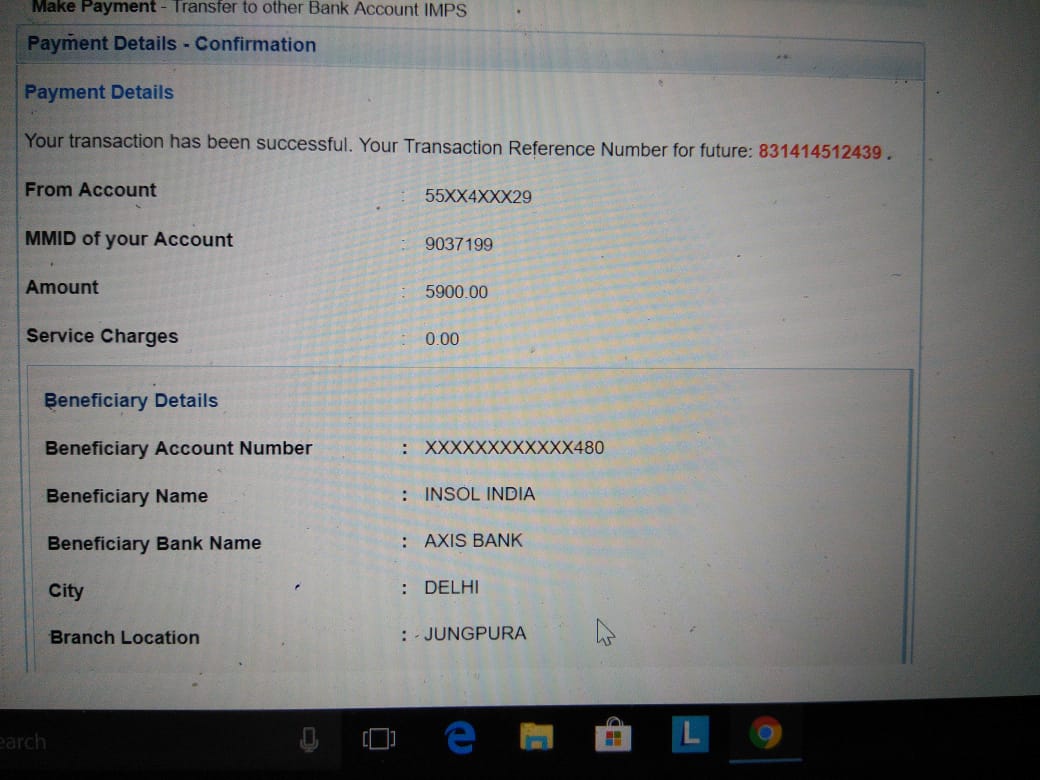 Make Payment - Transfer to other Bank Account IMPS
Payment Details - Confirmation
Payment Details
Your transaction has been successful. Your Transaction Reference Number for future: 831414512439 .
From Account : 55XX4XXX29
MMID of your Account : 9037199
Amount : 5900.00
Service Charges : 0.00
Beneficiary Details
Beneficiary Account Number : XXXXXXXXXXXX480
Beneficiary Name : INSOL INDIA
Beneficiary Bank Name : AXIS BANK
City : DELHI
Branch Location : - JUNGPURA
earch
L